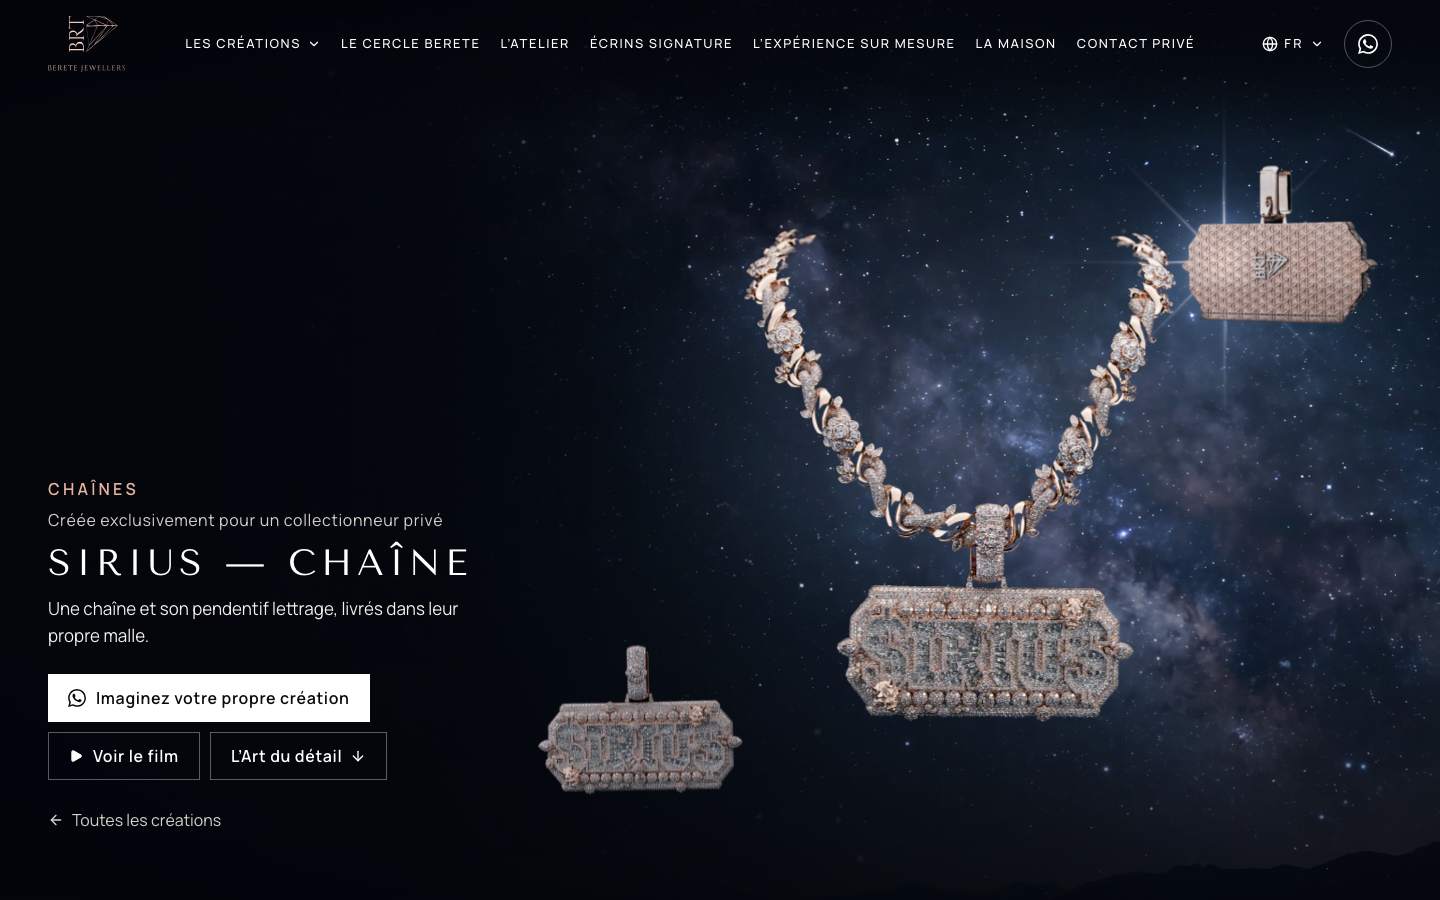 BRT
BERETE JEWELLERS
LES CRÉATIONS
LE CERCLE BERETE
L'ATELIER
ÉCRINS SIGNATURE
L'EXPÉRIENCE SUR MESURE
LA MAISON
CONTACT PRIVÉ
FR
BRT
CHAÎNES
Créée exclusivement pour un collectionneur privé
SIRIUS — CHAÎNE
Une chaîne et son pendentif lettrage, livrés dans leur
propre malle.
SIRIUS
SIRIUS
Imaginez votre propre création
Voir le film
L'Art du détail
Toutes les créations